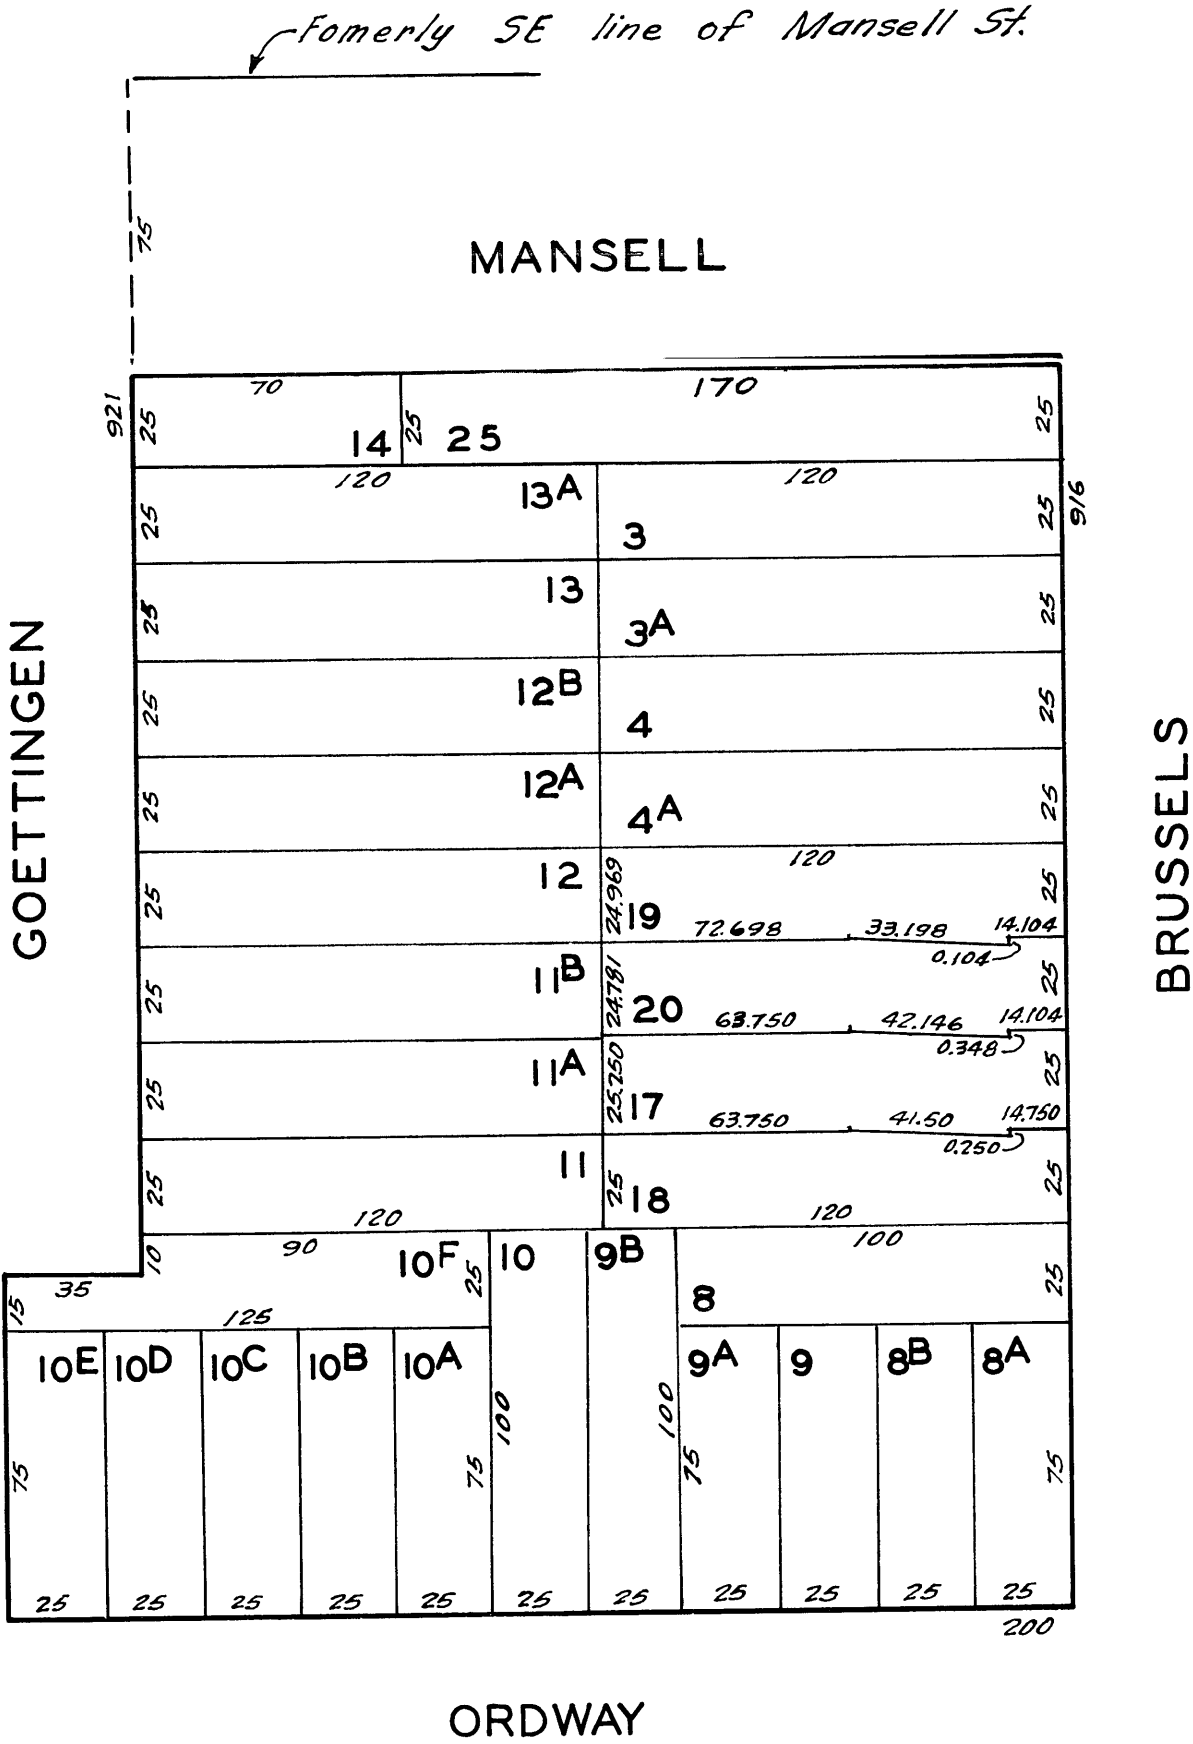 Fomerly SE line of Mansell St.
75
MANSELL
70 170
921 25 14 25 25 25
120 13A 120
25 3 25 916
25 13 3A 25
25 12B 4 25
25 12A 4A 25
GOETTINGEN
BRUSSELS
120
25 12 24.969 19 72.698 33.198 14.104 25
0.104
25 11B 24.781 20 63.750 42.146 14.104 25
0.348
25 11A 25.250 17 63.750 41.50 14.750 25
0.250
25 11 25 18 25
120 120
10 90 10F 25 10 9B 100
35 8 25
15 125
10E 10D 10C 10B 10A 9A 9 8B 8A
75 75 100 100 75 75
25 25 25 25 25 25 25 25 25 25 25
200
ORDWAY